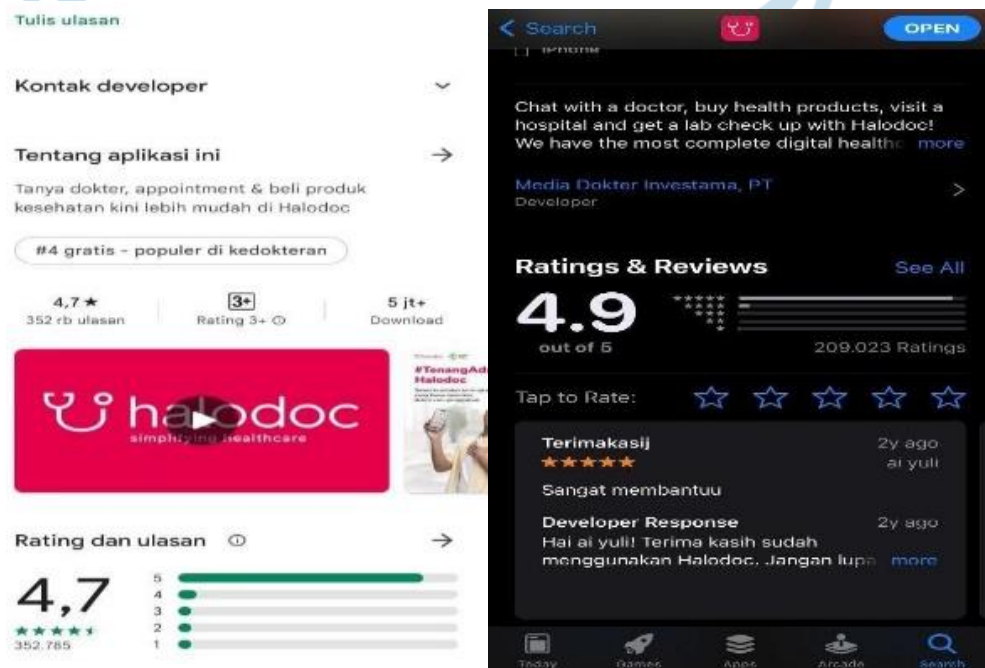 Tulis ulasan
Kontak developer
Tentang aplikasi ini
Tanya dokter, appointment & beli produk
kesehatan kini lebih mudah di Halodoc
#4 gratis - populer di kedokteran
4,7 ★ 3+ 5 jt+
352 rb ulasan Rating 3+ Download
halodoc
simplifying healthcare
#TenangAd
Halodoc
Rating dan ulasan
4,7
5
4
3
2
1
352.785
Search OPEN
iPhone
Chat with a doctor, buy health products, visit a
hospital and get a lab check up with Halodoc!
We have the most complete digital healthc more
Media Dokter Investama, PT
Developer
Ratings & Reviews See All
4.9
out of 5 209.023 Ratings
Tap to Rate:
Terimakasij 2y ago
ai yuli
Sangat membantuu
Developer Response 2y ago
Hai ai yuli! Terima kasih sudah
menggunakan Halodoc. Jangan lupa more
Today Games Apps Arcade Search